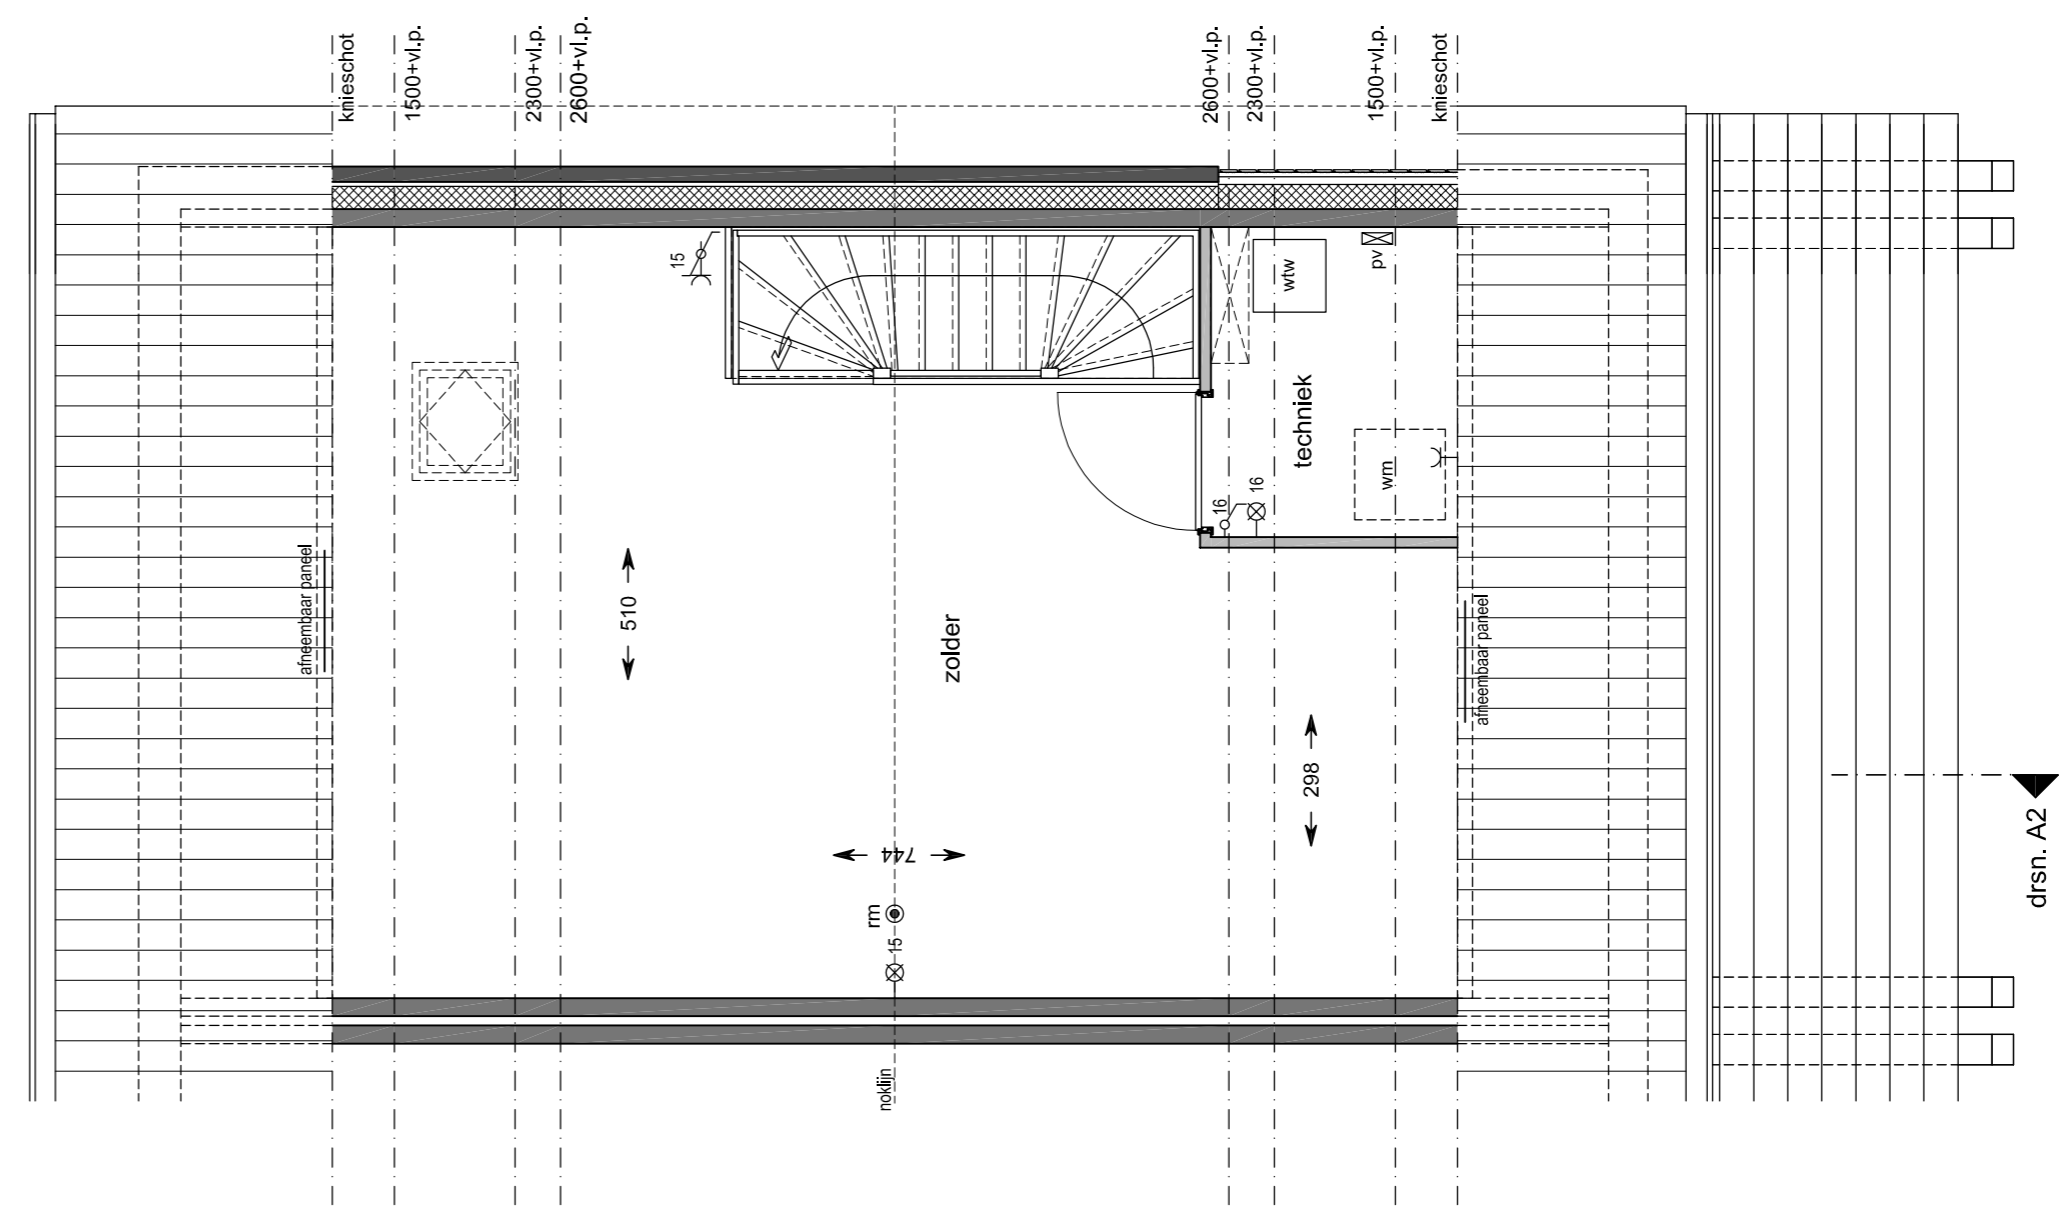 knieschot
1500+vl.p.
2300+vl.p.
2600+vl.p.
2600+vl.p.
2300+vl.p.
1500+vl.p.
knieschot
15
wtw
pv
techniek
wm
16
16
afneembaar paneel
510
zolder
afneembaar paneel
298
744
rm
15
noklijn
drsn. A2